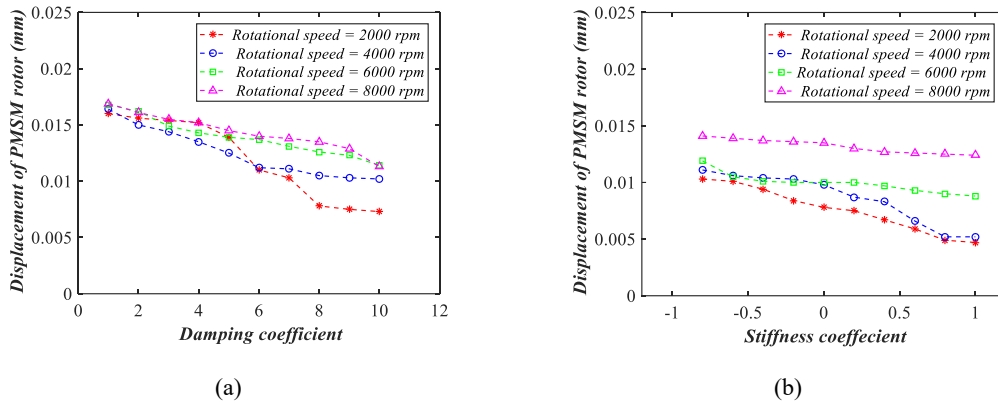 Displacement of PMSM rotor (mm)
0.025
0.02
0.015
0.01
0.005
0
Rotational speed = 2000 rpm
Rotational speed = 4000 rpm
Rotational speed = 6000 rpm
Rotational speed = 8000 rpm
0 2 4 6 8 10 12
Damping coefficient
(a)
Displacement of PMSM rotor (mm)
0.025
0.02
0.015
0.01
0.005
0
Rotational speed = 2000 rpm
Rotational speed = 4000 rpm
Rotational speed = 6000 rpm
Rotational speed = 8000 rpm
-1 -0.5 0 0.5 1
Stiffness coeffecient
(b)